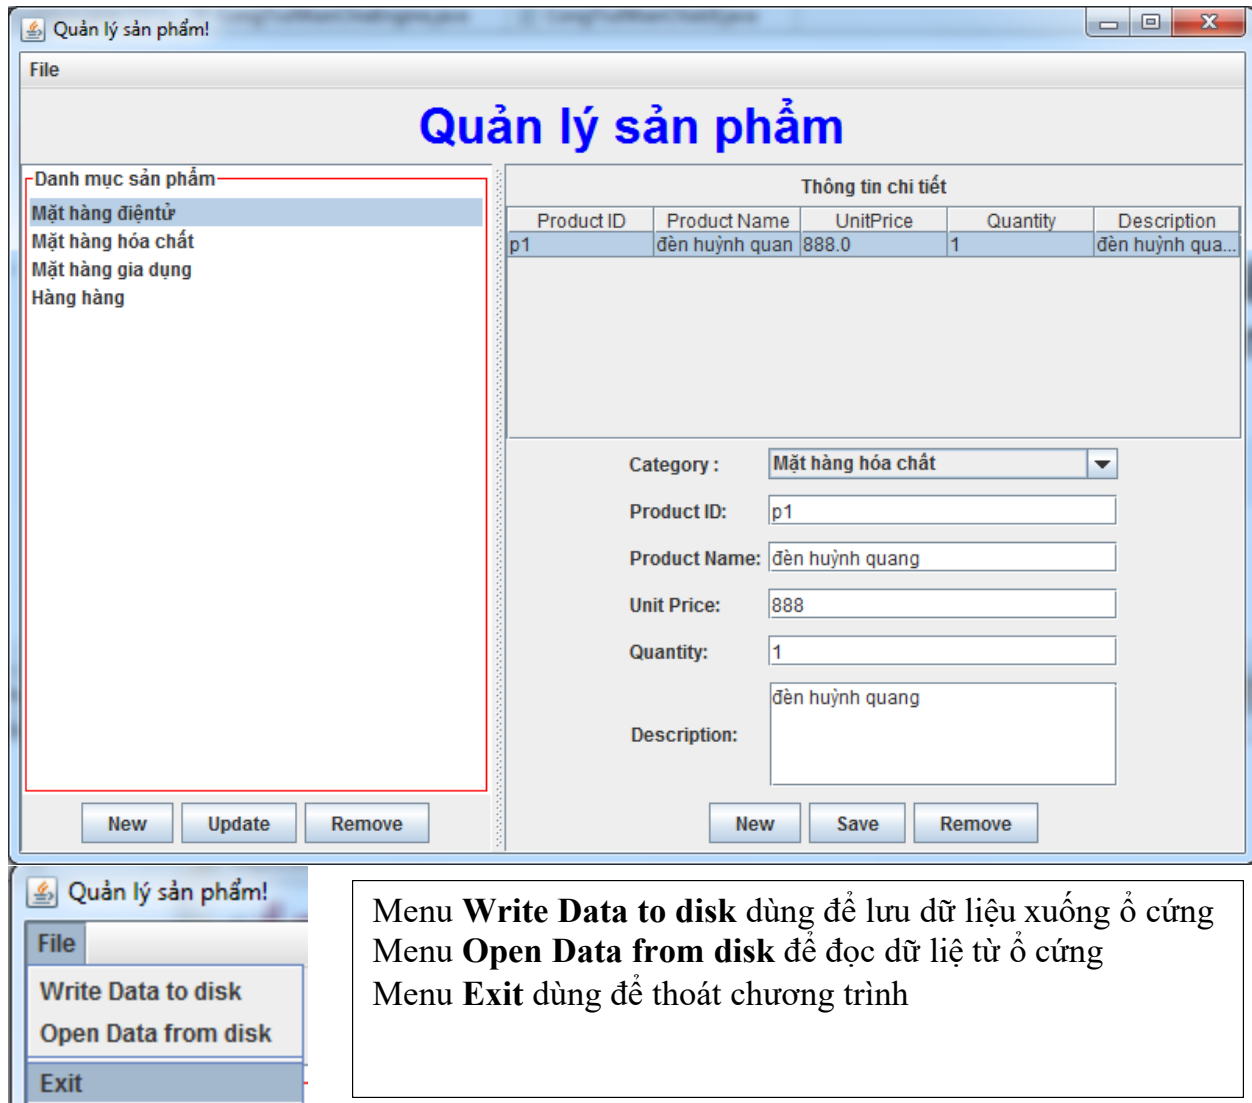 Quản lý sản phẩm!
File
Quản lý sản phẩm
Danh mục sản phẩm
Mặt hàng điệntử
Mặt hàng hóa chất
Mặt hàng gia dụng
Hàng hàng
New Update Remove
Thông tin chi tiết
Product ID Product Name UnitPrice Quantity Description
p1 đèn huỳnh quan 888.0 1 đèn huỳnh qua...
Category : Mặt hàng hóa chất
Product ID: p1
Product Name: đèn huỳnh quang
Unit Price: 888
Quantity: 1
Description: đèn huỳnh quang
New Save Remove
Quản lý sản phẩm!
File
Write Data to disk
Open Data from disk
Exit
Menu Write Data to disk dùng để lưu dữ liệu xuống ổ cứng
Menu Open Data from disk để đọc dữ liệ từ ổ cứng
Menu Exit dùng để thoát chương trình